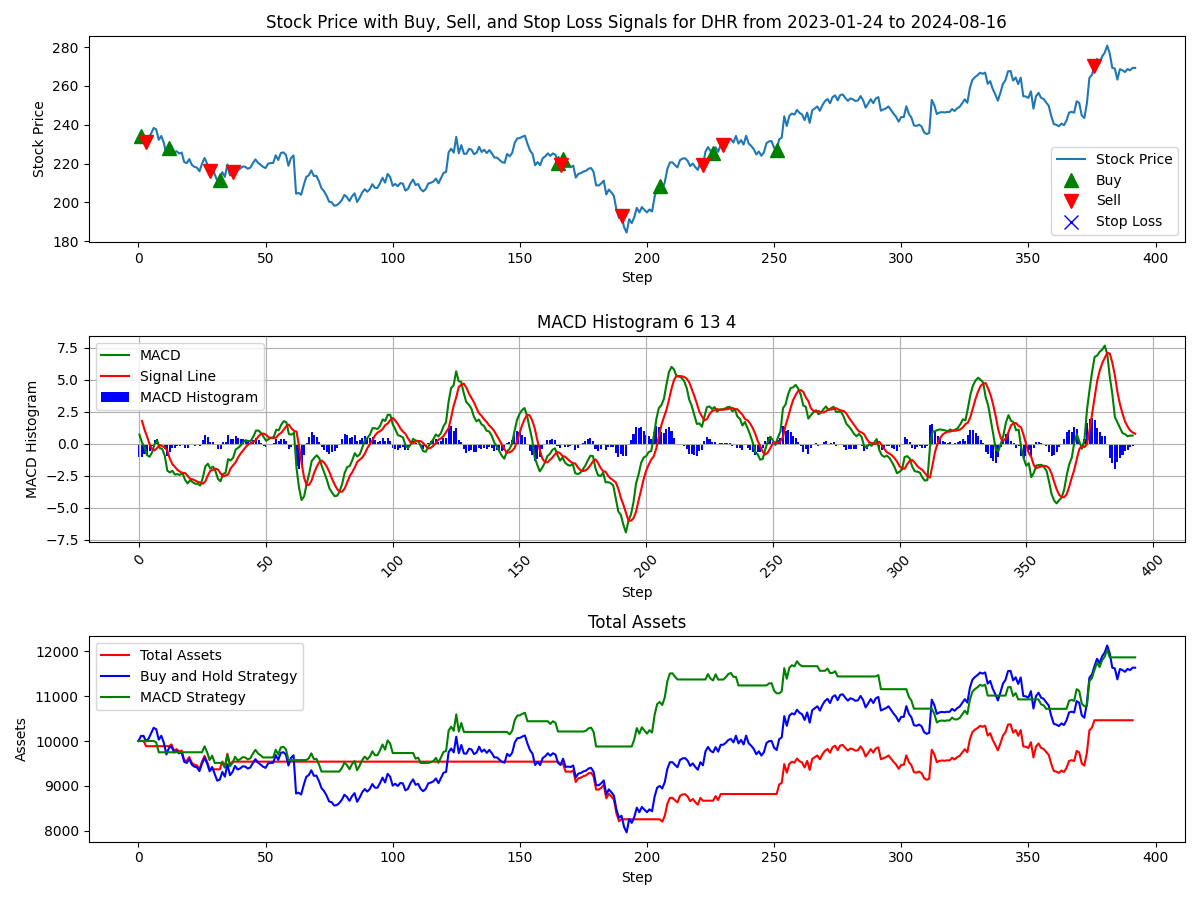 Stock Price with Buy, Sell, and Stop Loss Signals for DHR from 2023-01-24 to 2024-08-16
Stock Price
280
260
240
220
200
180
Stock Price
Buy
Sell
Stop Loss
0 50 100 150 200 250 300 350 400
Step
MACD Histogram 6 13 4
MACD Histogram
7.5
5.0
2.5
0.0
−2.5
−5.0
−7.5
MACD
Signal Line
MACD Histogram
0 50 100 150 200 250 300 350 400
Step
Total Assets
Assets
12000
11000
10000
9000
8000
Total Assets
Buy and Hold Strategy
MACD Strategy
0 50 100 150 200 250 300 350 400
Step